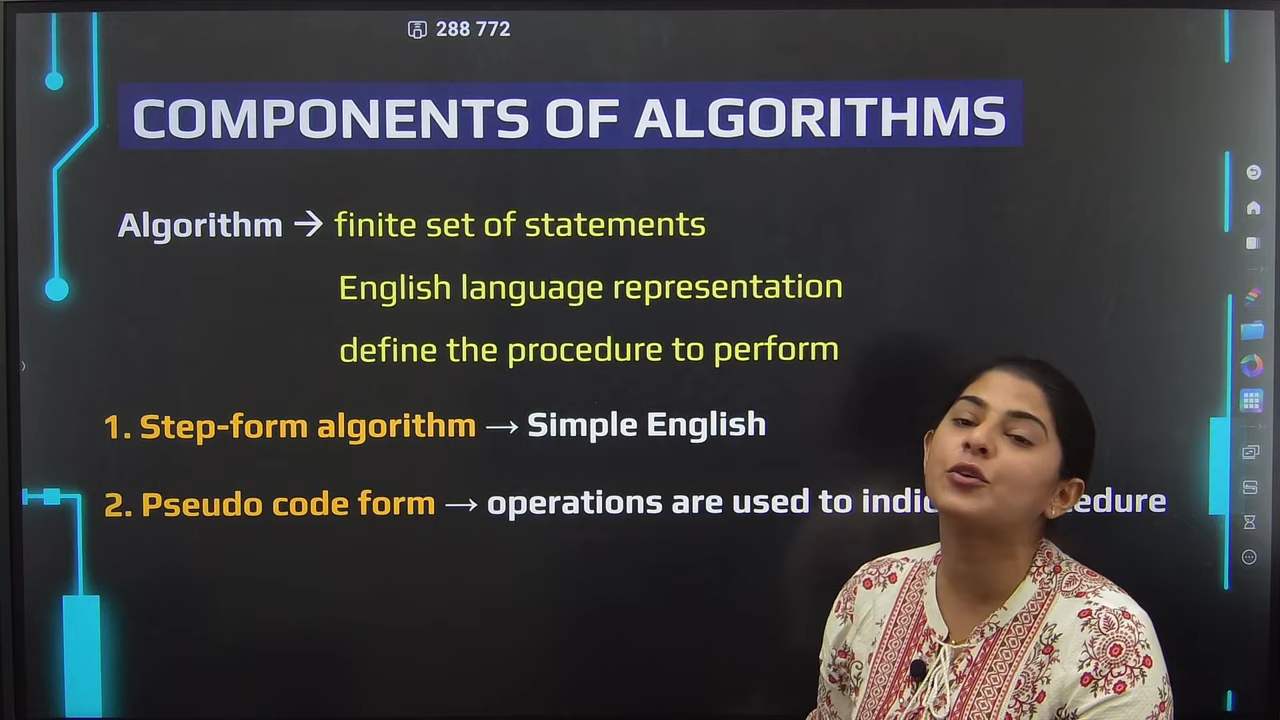 288 772
COMPONENTS OF ALGORITHMS
Algorithm → finite set of statements
English language representation
define the procedure to perform
1. Step-form algorithm → Simple English
2. Pseudo code form → operations are used to indic edure